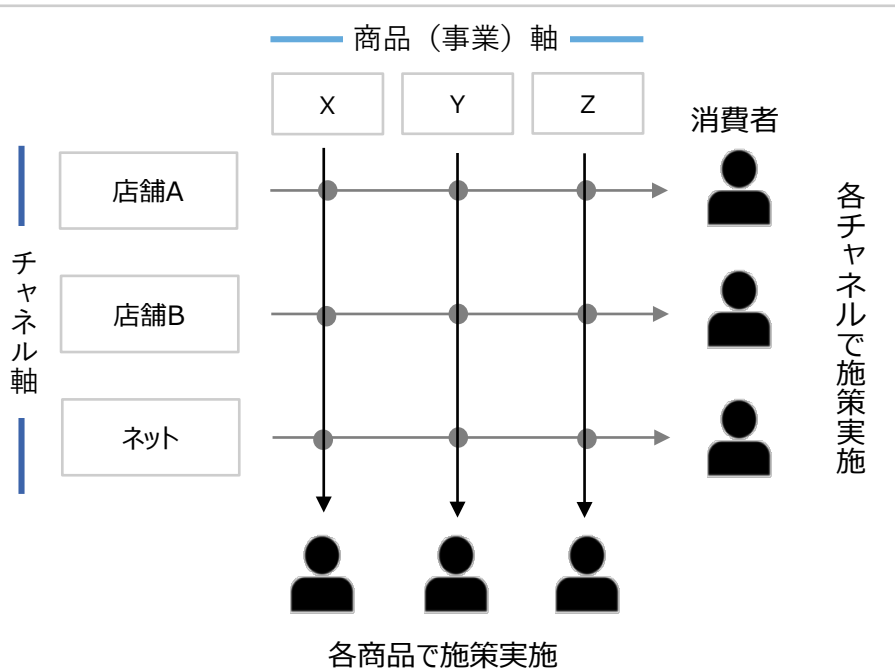 商品（事業）軸
X
Y
Z
消費者
チャネル軸
店舗A
店舗B
ネット
各チャネルで施策実施
各商品で施策実施